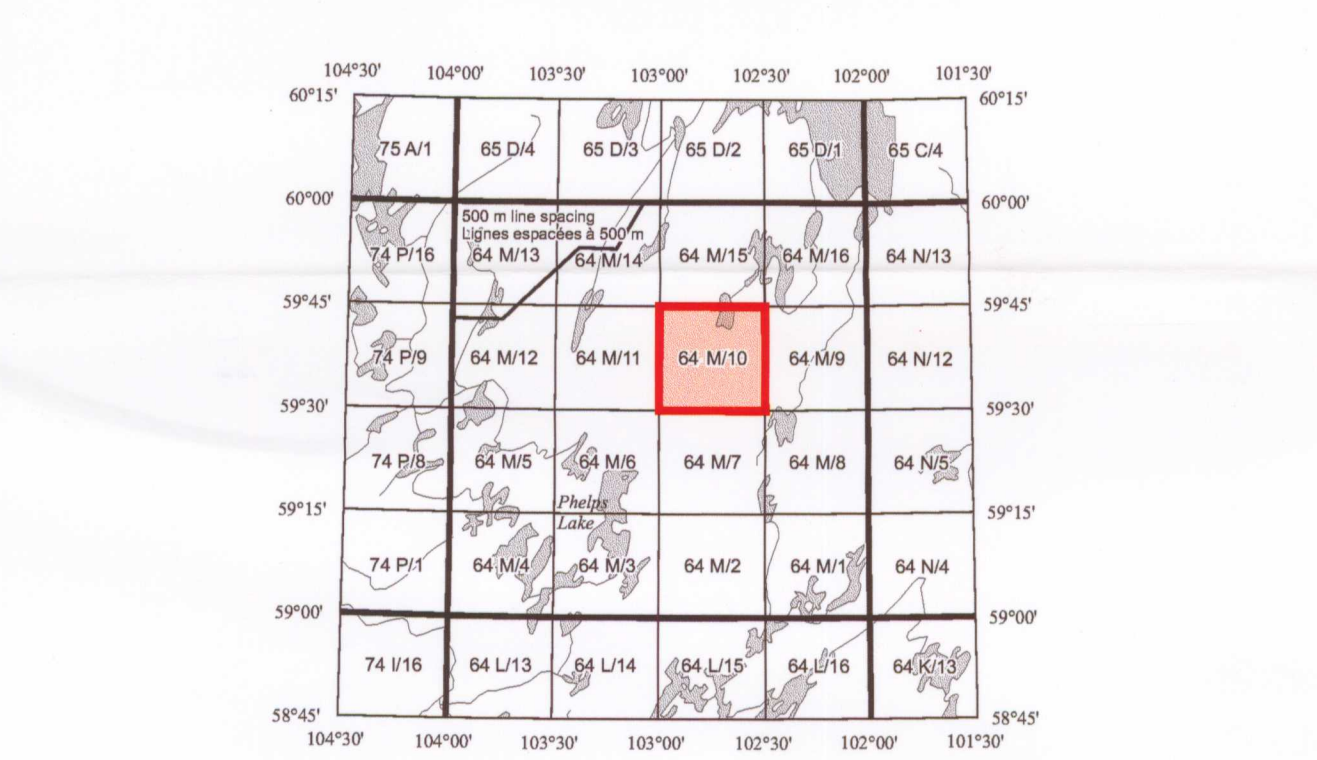 104°30' 104°00' 103°30' 103°00' 102°30' 102°00' 101°30'
60°15' 60°15'
75 A/1 65 D/4 65 D/3 65 D/2 65 D/1 65 C/4
60°00' 60°00'
500 m line spacing
Lignes espacées à 500 m
74 P/16 64 M/13 64 M/14 64 M/15 64 M/16 64 N/13
59°45' 59°45'
74 P/9 64 M/12 64 M/11 64 M/10 64 M/9 64 N/12
59°30' 59°30'
74 P/8 64 M/5 64 M/6 64 M/7 64 M/8 64 N/5
Phelps
59°15' 59°15'
Lake
74 P/1 64 M/4 64 M/3 64 M/2 64 M/1 64 N/4
59°00' 59°00'
74 I/16 64 L/13 64 L/14 64 L/15 64 L/16 64 K/13
58°45' 58°45'
104°30' 104°00' 103°30' 103°00' 102°30' 102°00' 101°30'